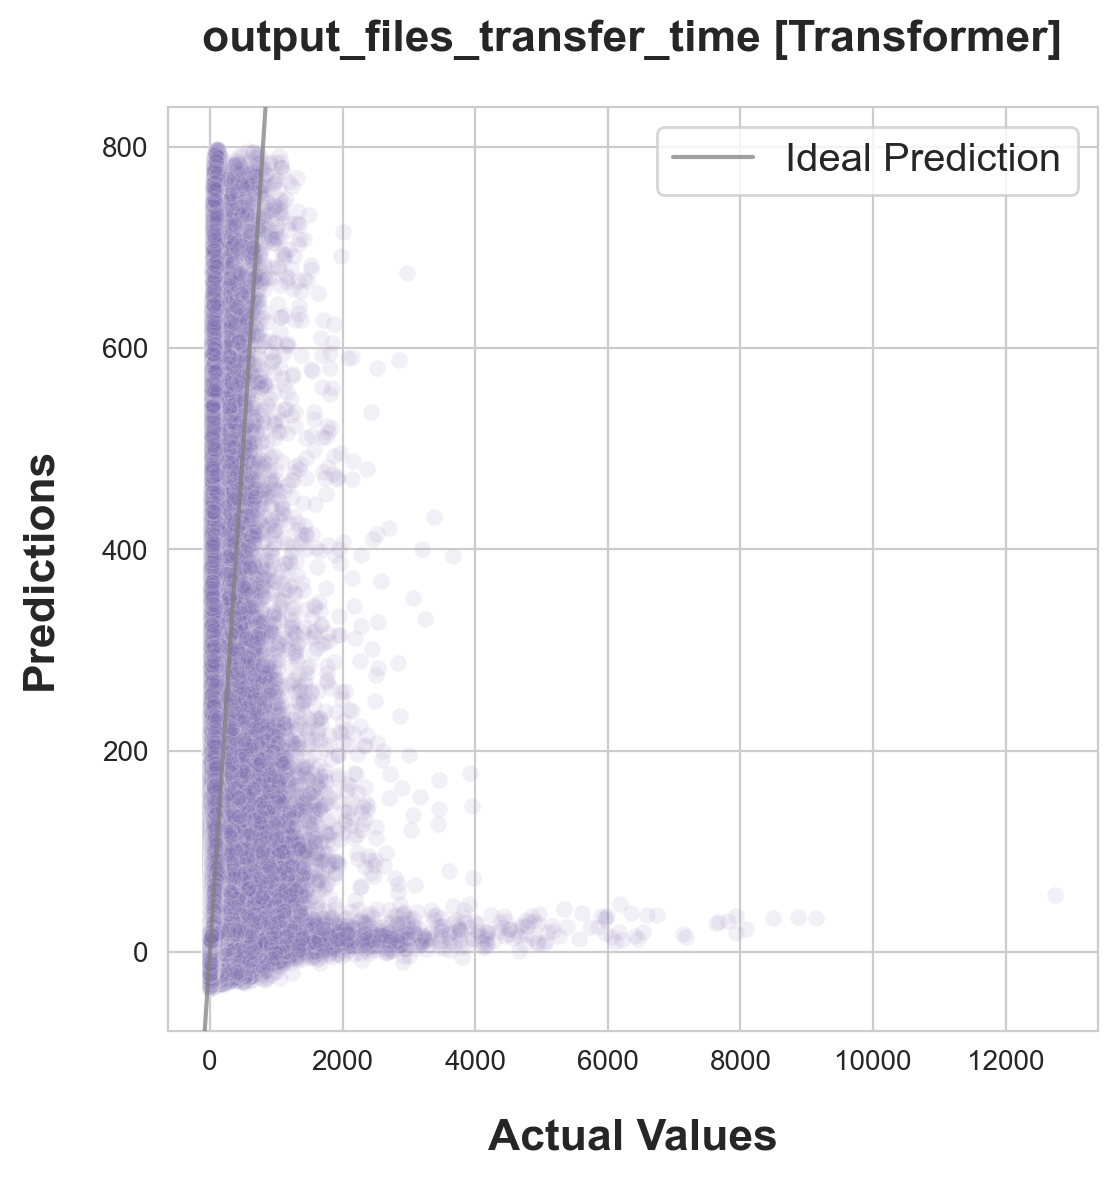 output_files_transfer_time [Transformer]
Ideal Prediction
800
600
400
200
0
Predictions
0 2000 4000 6000 8000 10000 12000
Actual Values